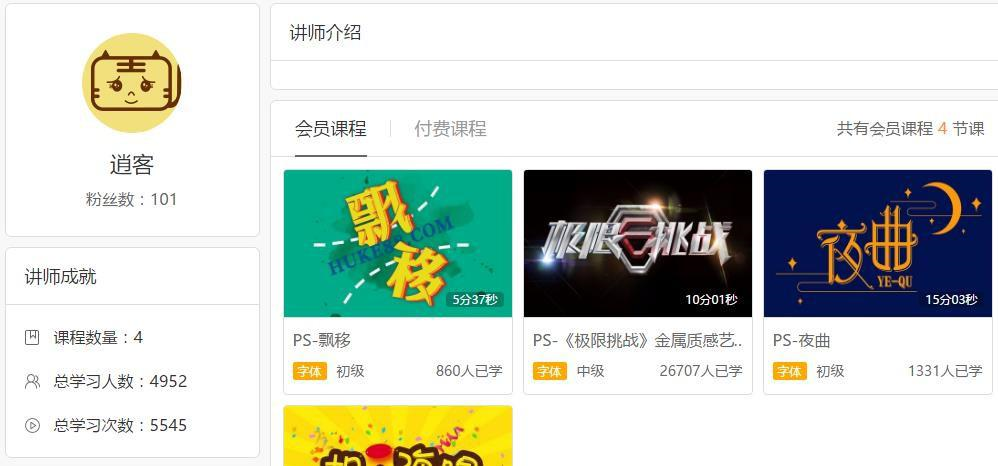 逍客
粉丝数：101
讲师成就
课程数量：4
总学习人数：4952
总学习次数：5545
讲师介绍
会员课程
付费课程
共有会员课程 4 节课
飘移
HUKE88.COM
5分37秒
PS-飘移
字体 初级 860人已学
极限挑战
10分01秒
PS-《极限挑战》金属质感艺..
字体 中级 26707人已学
夜曲
YE-QU
15分03秒
PS-夜曲
字体 初级 1331人已学